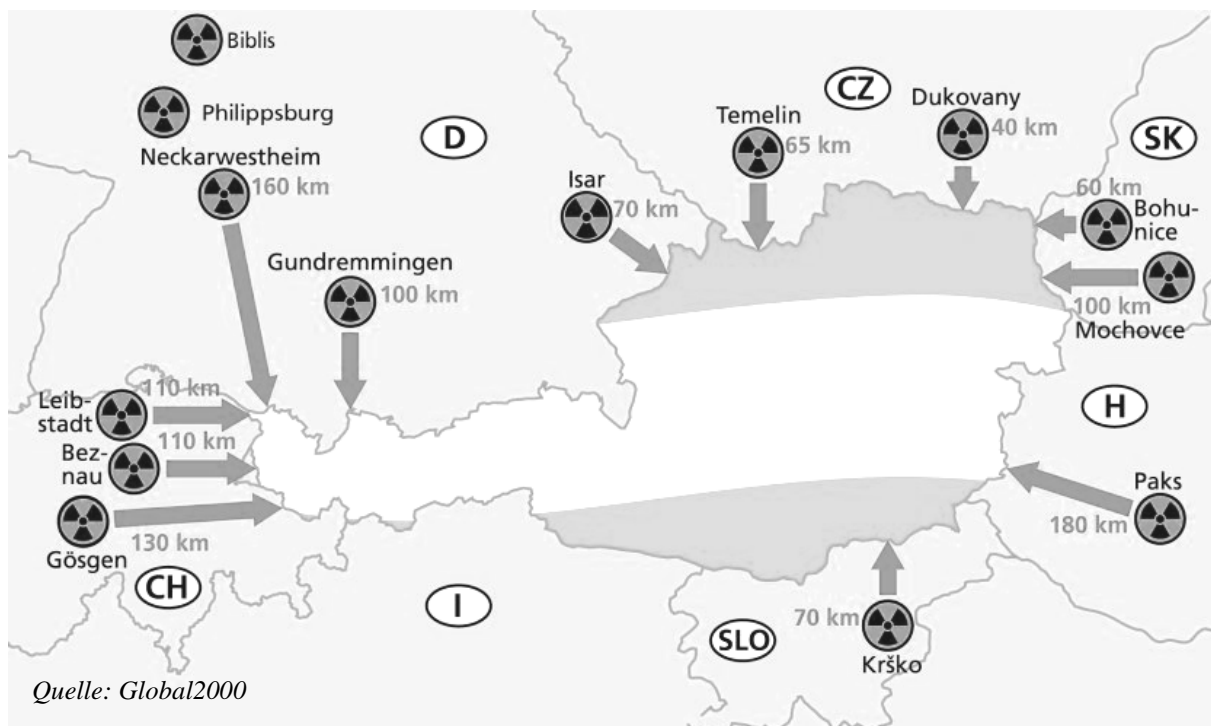 Biblis
Philippsburg
Neckarwestheim
160 km
D
CZ
Temelin
65 km
Dukovany
40 km
SK
Isar
70 km
60 km
Bohu-
nice
Gundremmingen
100 km
100 km
Mochovce
110 km
Leib-
stadt
110 km
Bez-
nau
H
Paks
180 km
130 km
Gösgen
CH
I
70 km
SLO
Krško
Quelle: Global2000